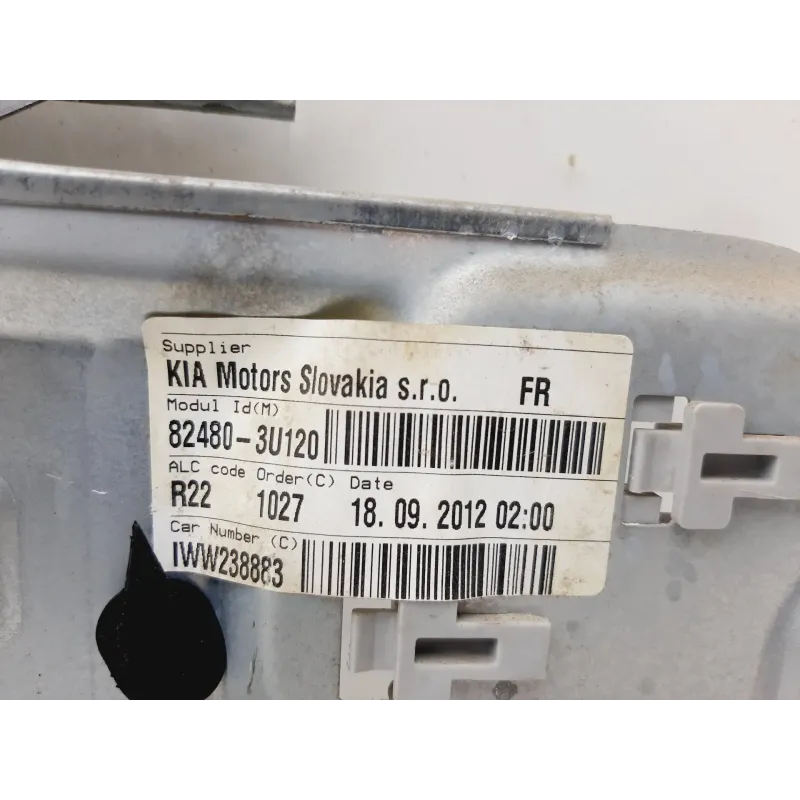 Supplier
KIA Motors Slovakia s.r.o. FR
Modul Id(M)
82480-3U120
ALC code Order(C) Date
R22 1027 18. 09. 2012 02:00
Car Number (C)
IWW238883